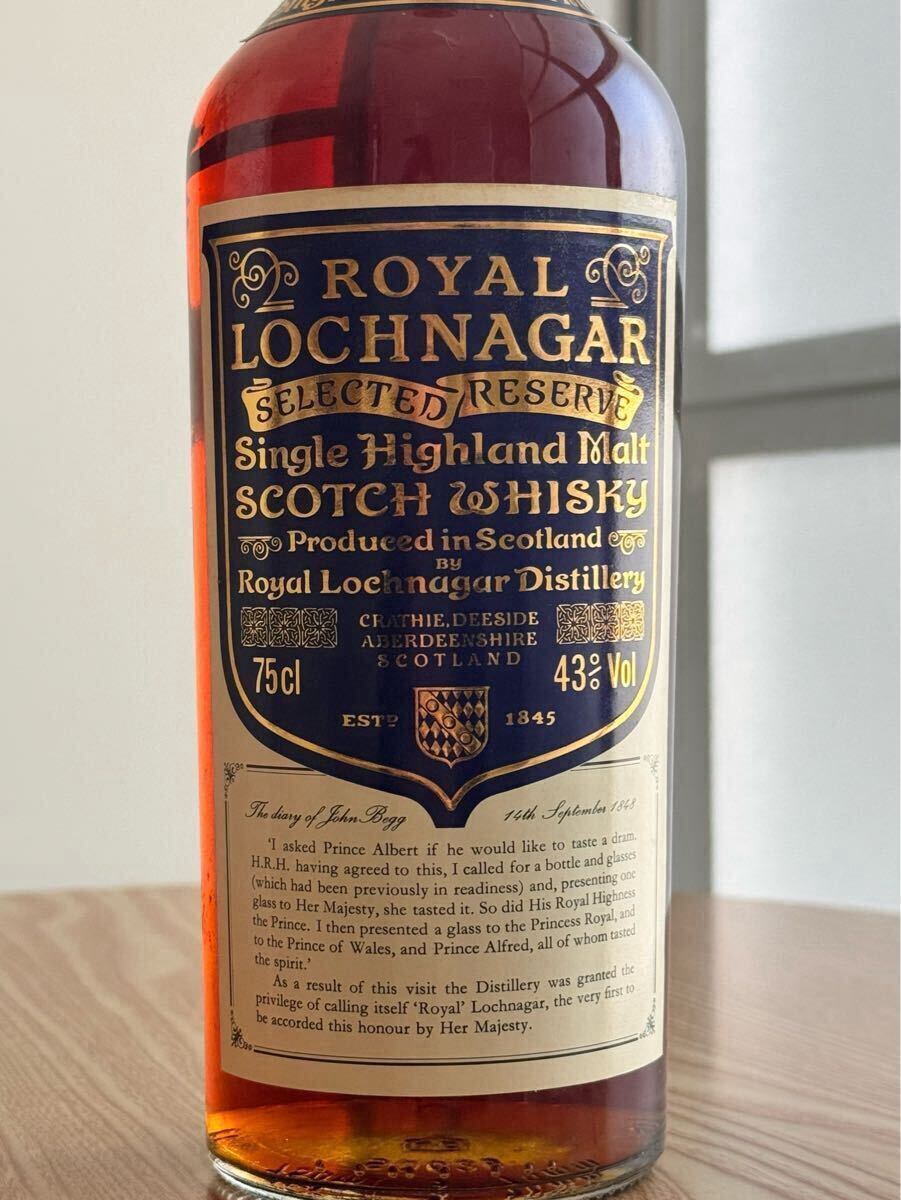 ROYAL
LOCHNAGAR
SELECTED RESERVE
Single Highland Malt
SCOTCH WHISKY
Produced in Scotland
BY
Royal Lochnagar Distillery
CRATHIE, DEESIDE
ABERDEENSHIRE
SCOTLAND
75cl 43% Vol
ESTD 1845
The diary of John Begg 14th September 1848
'I asked Prince Albert if he would like to taste a dram.
H.R.H. having agreed to this, I called for a bottle and glasses
(which had been previously in readiness) and, presenting one
glass to Her Majesty, she tasted it. So did His Royal Highness
the Prince. I then presented a glass to the Princess Royal, and
to the Prince of Wales, and Prince Alfred, all of whom tasted
the spirit.'
As a result of this visit the Distillery was granted the
privilege of calling itself 'Royal' Lochnagar, the very first to
be accorded this honour by Her Majesty.